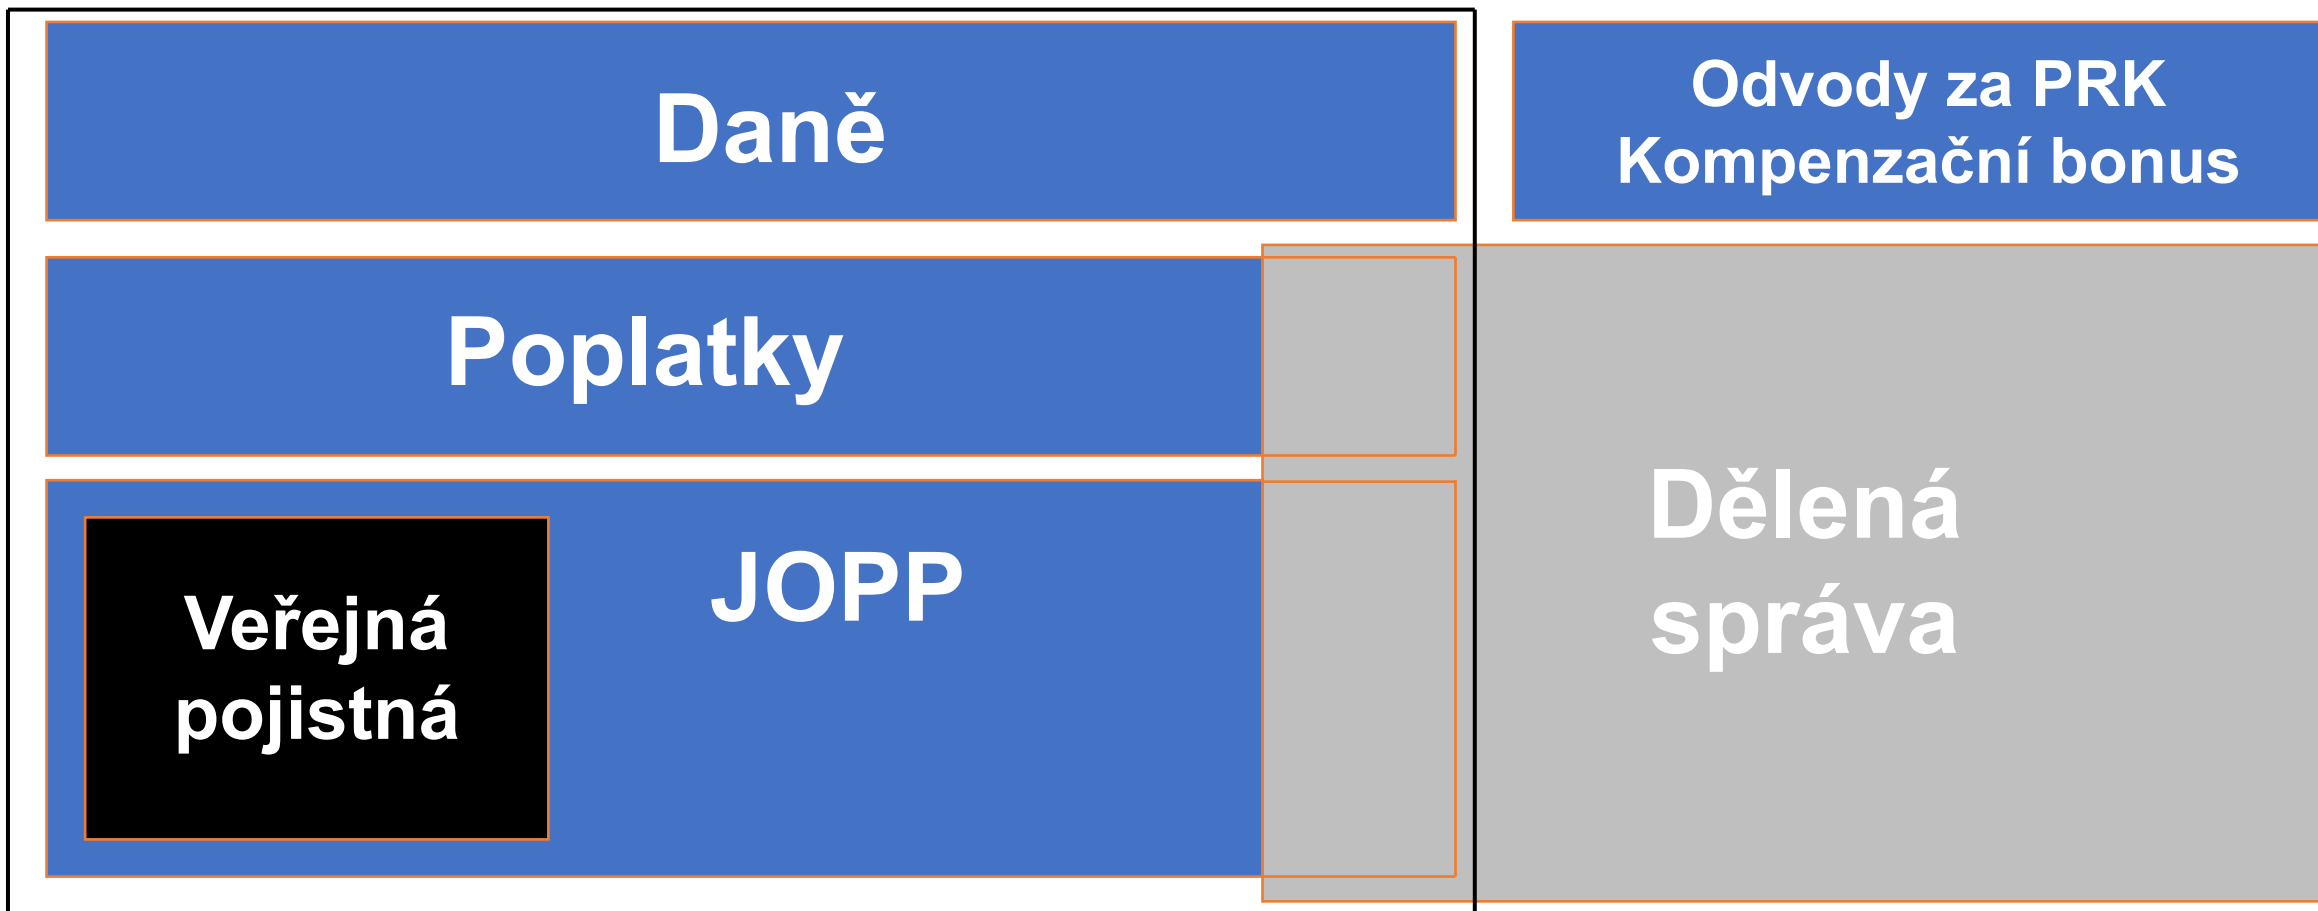 Daně
Odvody za PRK
Kompenzační bonus
Poplatky
JOPP
Veřejná
pojistná
Dělená
správa